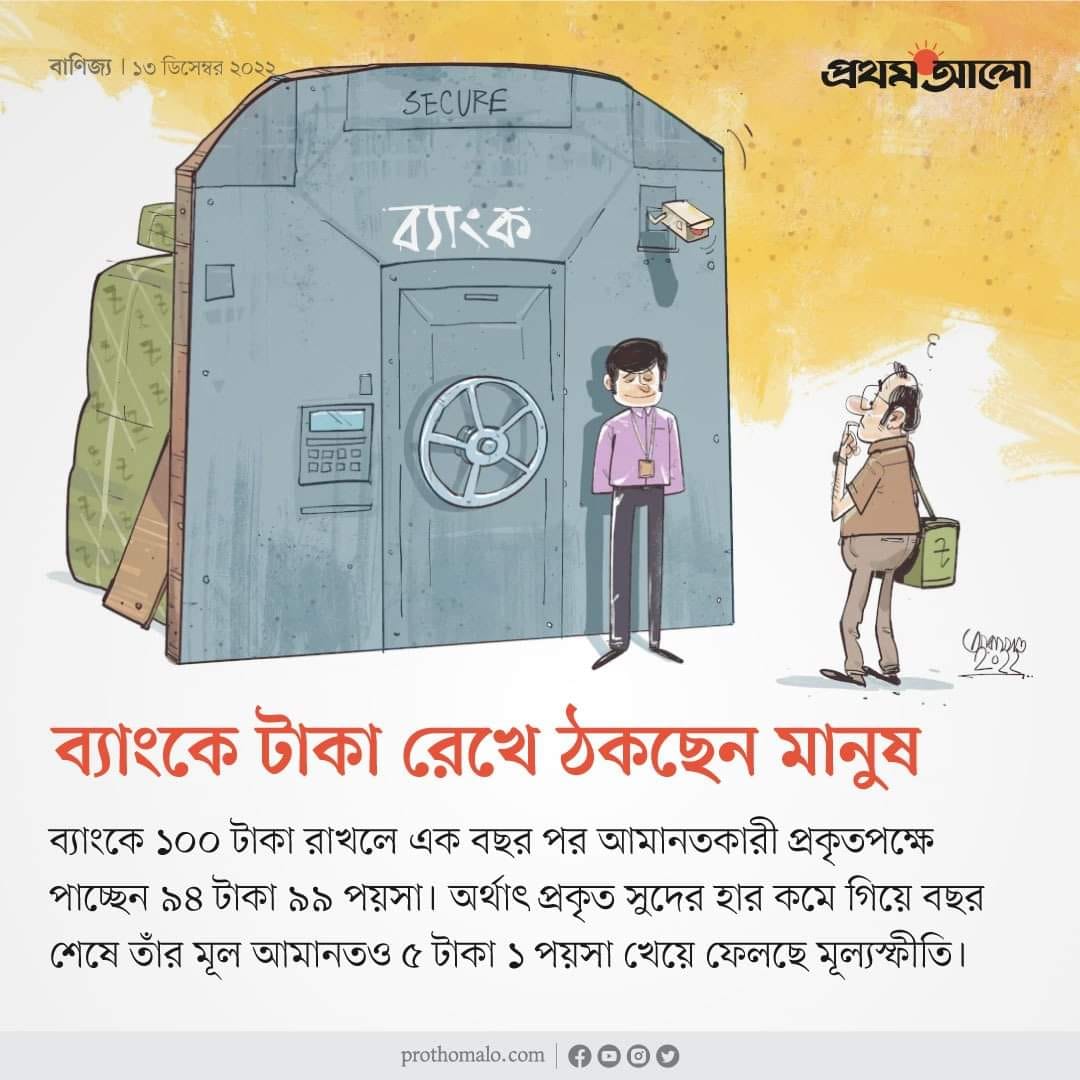 বাণিজ্য । ১৩ ডিসেম্বর ২০২২
প্রথম আলো
SECURE
ব্যাংক
২০২২
ব্যাংকে টাকা রেখে ঠকছেন মানুষ
ব্যাংকে ১০০ টাকা রাখলে এক বছর পর আমানতকারী প্রকৃতপক্ষে
পাচ্ছেন ৯৪ টাকা ৯৯ পয়সা। অর্থাৎ প্রকৃত সুদের হার কমে গিয়ে বছর
শেষে তাঁর মূল আমানতও ৫ টাকা ১ পয়সা খেয়ে ফেলছে মূল্যস্ফীতি।
prothomalo.com